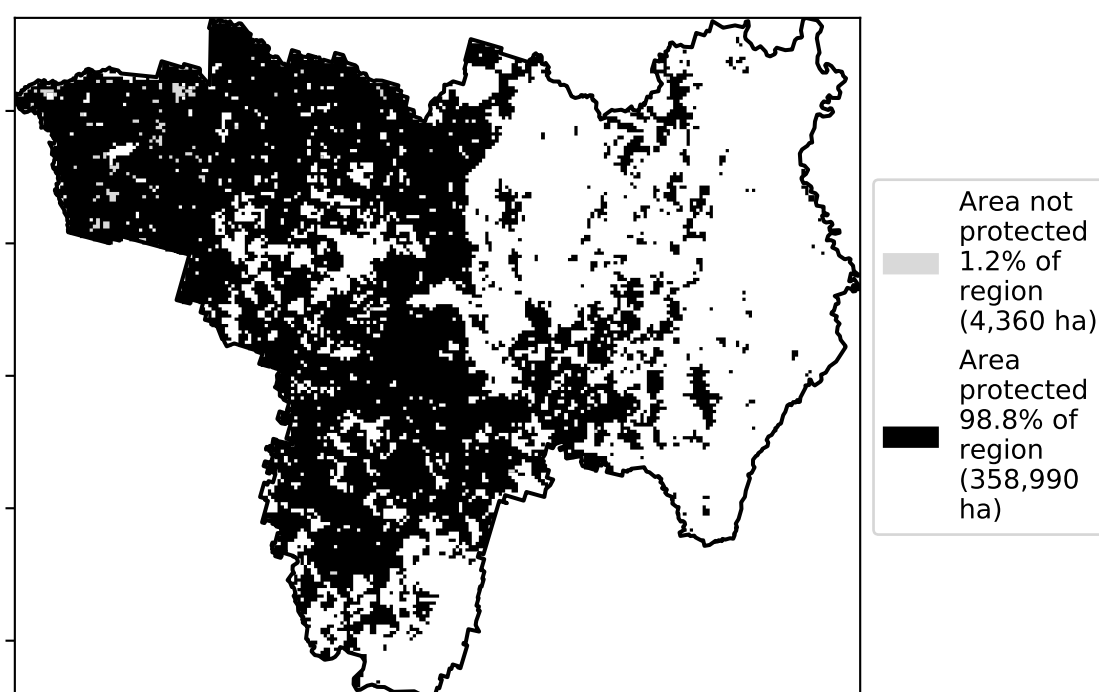 Area not
protected
1.2% of
region
(4,360 ha)
Area
protected
98.8% of
region
(358,990
ha)